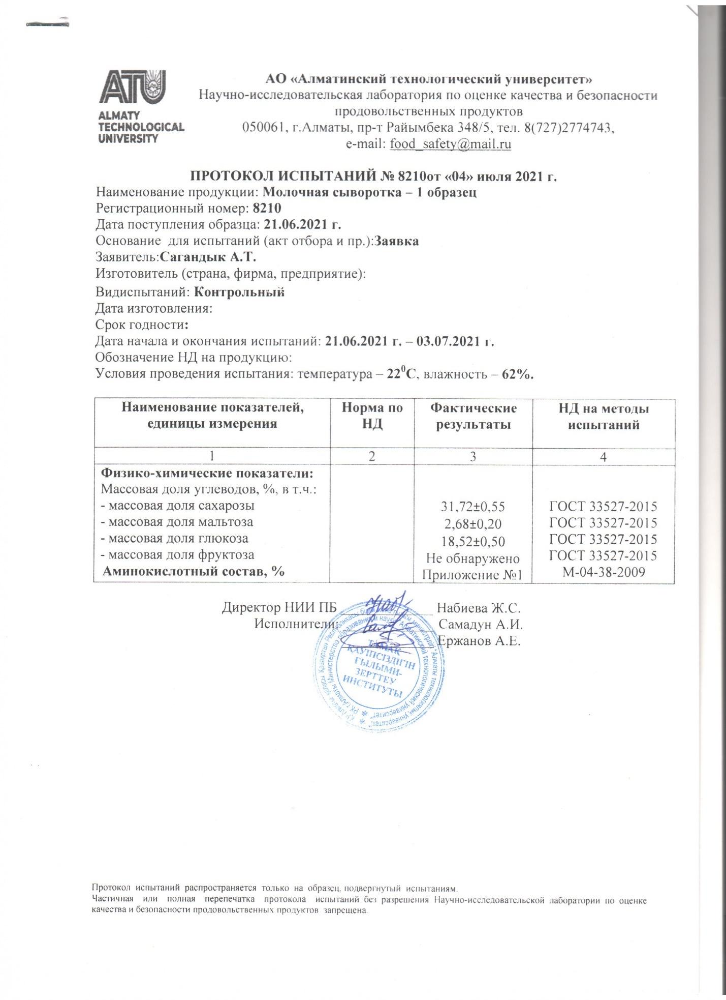 ATU
ALMATY
TECHNOLOGICAL
UNIVERSITY
АО «Алматинский технологический университет»
Научно-исследовательская лаборатория по оценке качества и безопасности
продовольственных продуктов
050061, г.Алматы, пр-т Райымбека 348/5, тел. 8(727)2774743,
e-mail: food_safety@mail.ru
ПРОТОКОЛ ИСПЫТАНИЙ № 8210от «04» июля 2021 г.
Наименование продукции: Молочная сыворотка – 1 образец
Регистрационный номер: 8210
Дата поступления образца: 21.06.2021 г.
Основание для испытаний (акт отбора и пр.):Заявка
Заявитель:Сагандык А.Т.
Изготовитель (страна, фирма, предприятие):
Видиспытаний: Контрольный
Дата изготовления:
Срок годности:
Дата начала и окончания испытаний: 21.06.2021 г. – 03.07.2021 г.
Обозначение НД на продукцию:
Условия проведения испытания: температура – 22⁰С, влажность – 62%.
Наименование показателей, Норма по Фактические НД на методы
единицы измерения НД результаты испытаний
1 2 3 4
Физико-химические показатели:
Массовая доля углеводов, %, в т.ч.:
- массовая доля сахарозы 31,72±0,55 ГОСТ 33527-2015
- массовая доля мальтоза 2,68±0,20 ГОСТ 33527-2015
- массовая доля глюкоза 18,52±0,50 ГОСТ 33527-2015
- массовая доля фруктоза Не обнаружено ГОСТ 33527-2015
Аминокислотный состав, % Приложение №1 М-04-38-2009
Директор НИИ ПБ Набиева Ж.С.
Исполнители: Самадун А.И.
Ержанов А.Е.
ТАМАҚ
ҚАУІПСІЗДІГІН
ҒЫЛЫМИ-
ЗЕРТТЕУ
ИНСТИТУТЫ
Протокол испытаний распространяется только на образец, подвергнутый испытаниям.
Частичная или полная перепечатка протокола испытаний без разрешения Научно-исследовательской лаборатории по оценке
качества и безопасности продовольственных продуктов запрещена.